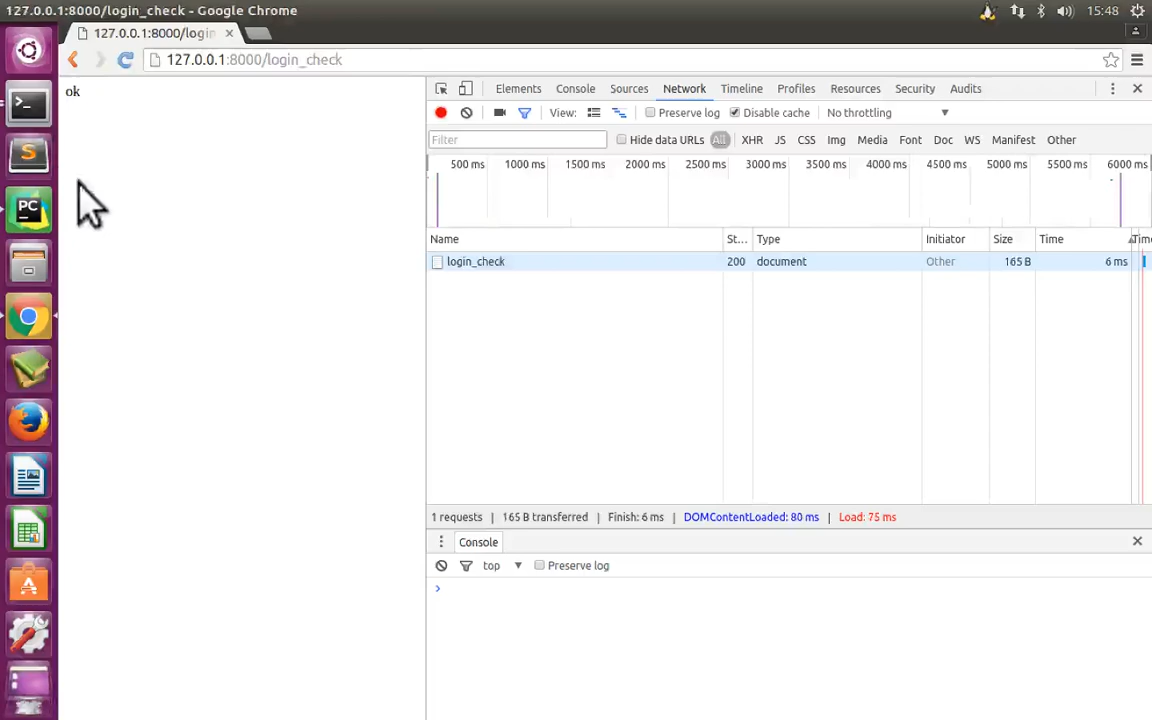 127.0.0.1:8000/login_check - Google Chrome
15:48
127.0.0.1:8000/login
127.0.0.1:8000/login_check
ok
Elements Console Sources Network Timeline Profiles Resources Security Audits
View: Preserve log Disable cache No throttling
Filter Hide data URLs All XHR JS CSS Img Media Font Doc WS Manifest Other
500 ms 1000 ms 1500 ms 2000 ms 2500 ms 3000 ms 3500 ms 4000 ms 4500 ms 5000 ms 5500 ms 6000 ms
Name St... Type Initiator Size Time Time
login_check 200 document Other 165 B 6 ms
1 requests | 165 B transferred | Finish: 6 ms | DOMContentLoaded: 80 ms | Load: 75 ms
Console
top Preserve log
PC